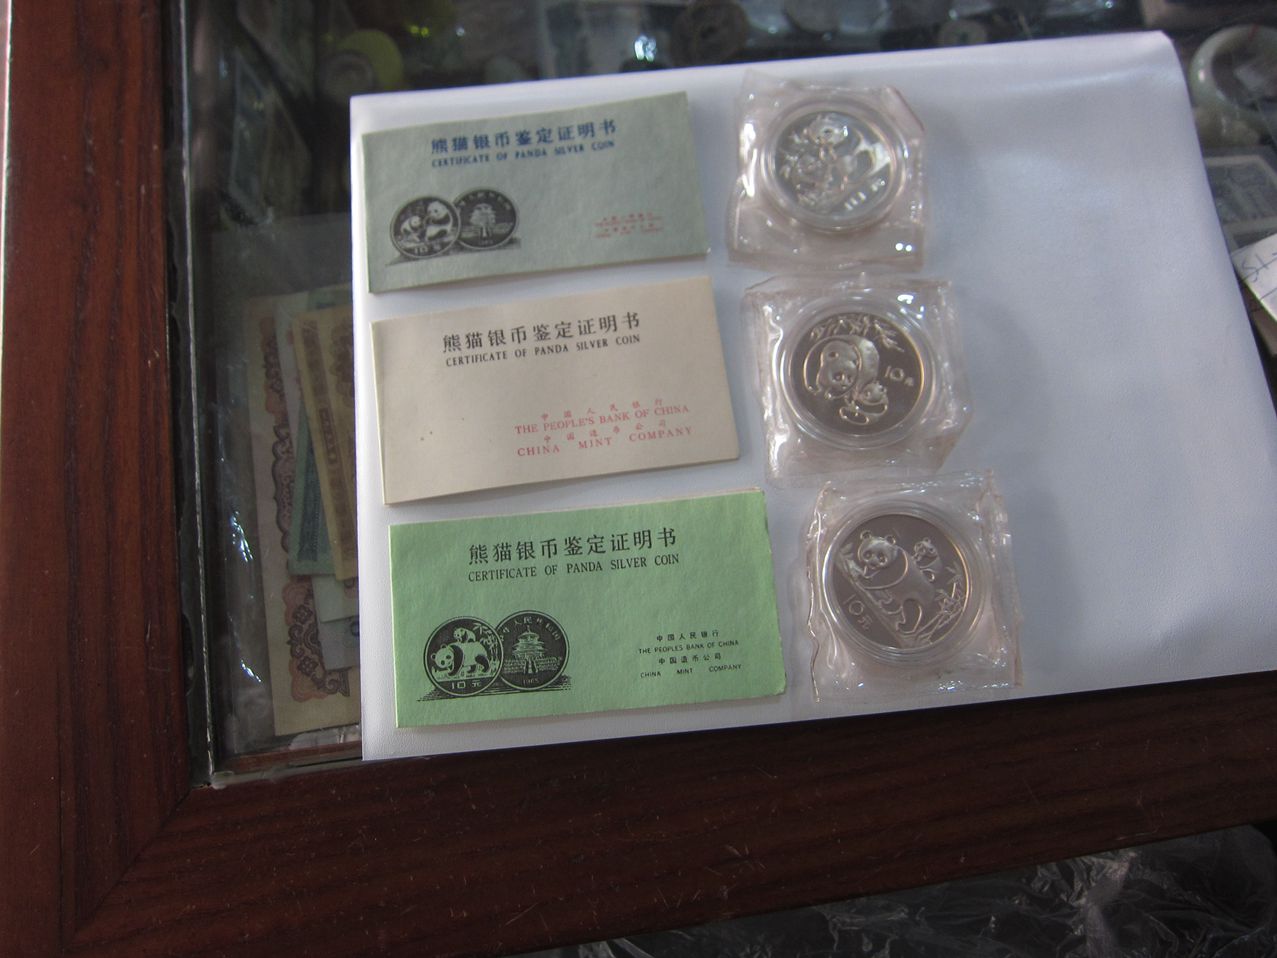 熊猫银币鉴定证明书
CERTIFICATE OF PANDA SILVER COIN
10
熊猫银币鉴定证明书
CERTIFICATE OF PANDA SILVER COIN
中国人民银行
THE PEOPLE'S BANK OF CHINA
中国造币公司
CHINA MINT COMPANY
10元
熊猫银币鉴定证明书
CERTIFICATE OF PANDA SILVER COIN
中国人民银行
THE PEOPLES BANK OF CHINA
中国造币公司
CHINA MINT COMPANY
10元
1985
10元